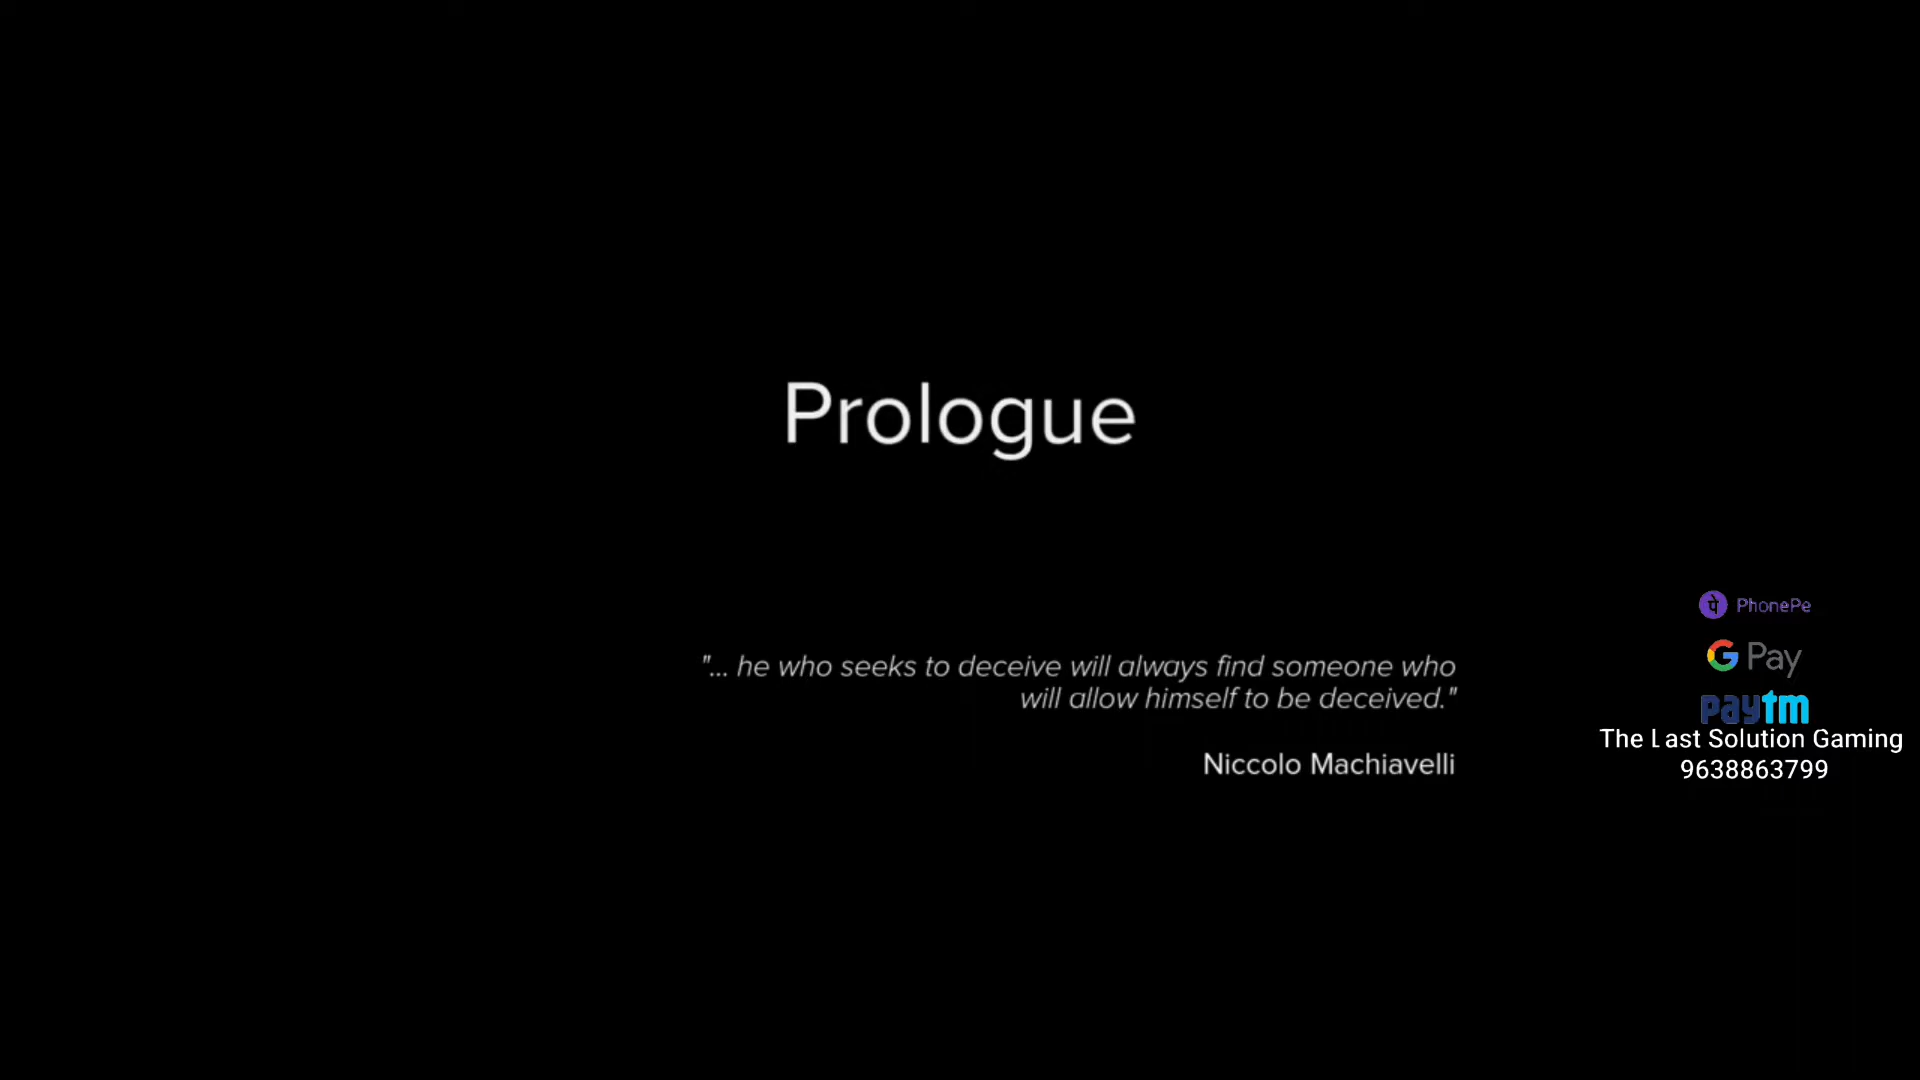 Prologue
"... he who seeks to deceive will always find someone who
will allow himself to be deceived."
Niccolo Machiavelli
PhonePe
G Pay
paytm
The Last Solution Gaming
9638863799